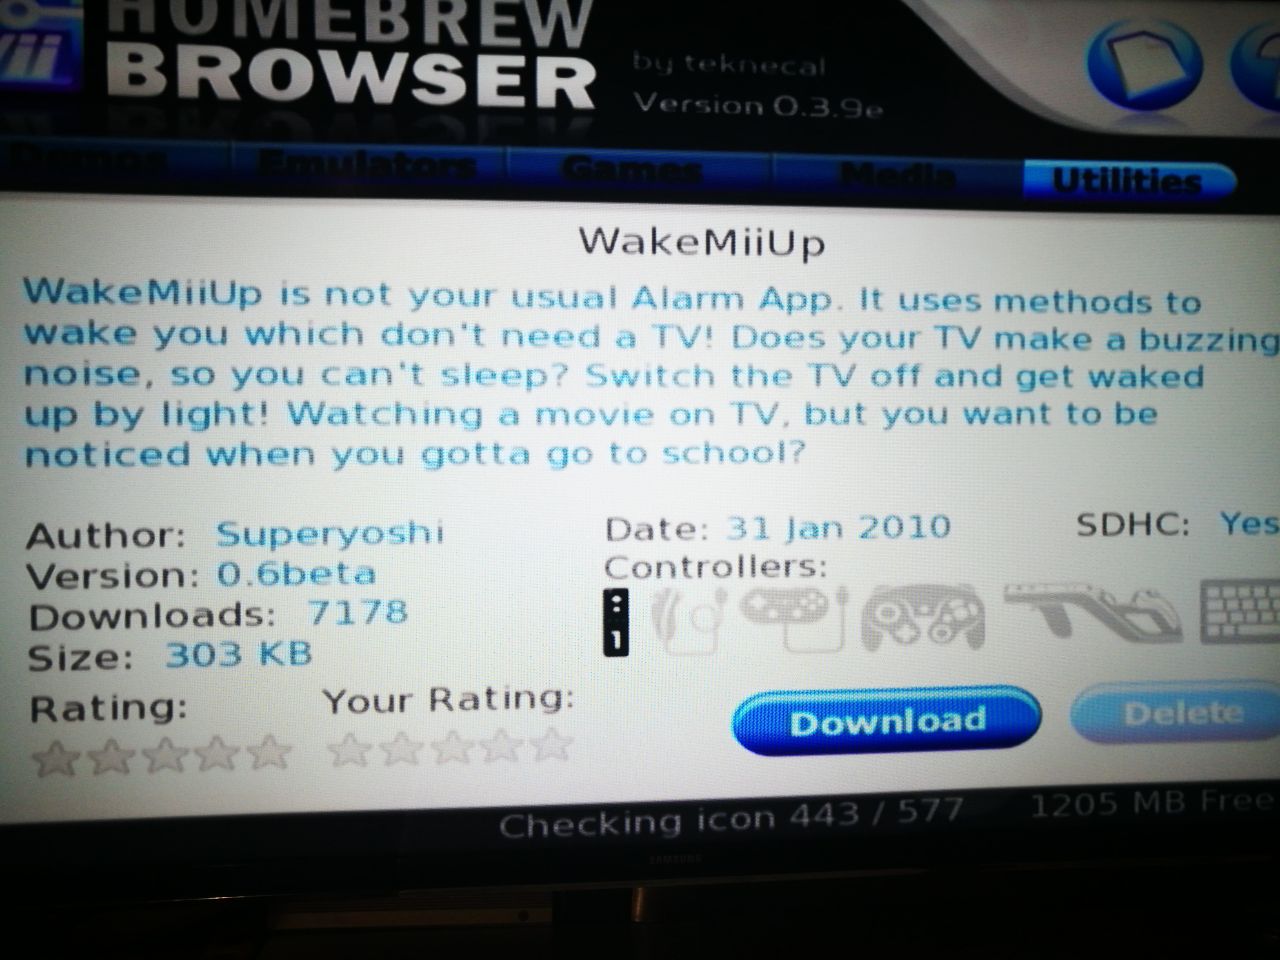 Wii
HOMEBREW
BROWSER
by teknecal
Version 0.3.9e
Demos Emulators Games Media Utilities
WakeMiiUp
WakeMiiUp is not your usual Alarm App. It uses methods to
wake you which don't need a TV! Does your TV make a buzzing
noise, so you can't sleep? Switch the TV off and get waked
up by light! Watching a movie on TV, but you want to be
noticed when you gotta go to school?
Author: Superyoshi
Date: 31 Jan 2010
SDHC: Yes
Version: 0.6beta
Controllers:
Downloads: 7178
1
Size: 303 KB
Rating: Your Rating:
Download Delete
Checking icon 443 / 577 1205 MB Free
SAMSUNG